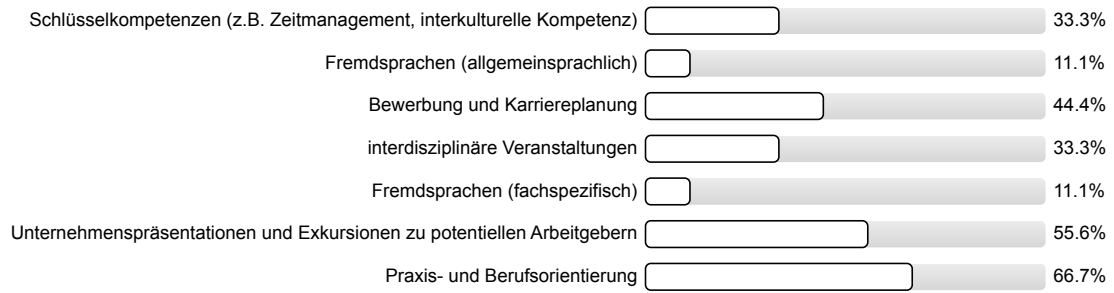 Schlüsselkompetenzen (z.B. Zeitmanagement, interkulturelle Kompetenz) 33.3%
Fremdsprachen (allgemeinsprachlich) 11.1%
Bewerbung und Karriereplanung 44.4%
interdisziplinäre Veranstaltungen 33.3%
Fremdsprachen (fachspezifisch) 11.1%
Unternehmenspräsentationen und Exkursionen zu potentiellen Arbeitgebern 55.6%
Praxis- und Berufsorientierung 66.7%